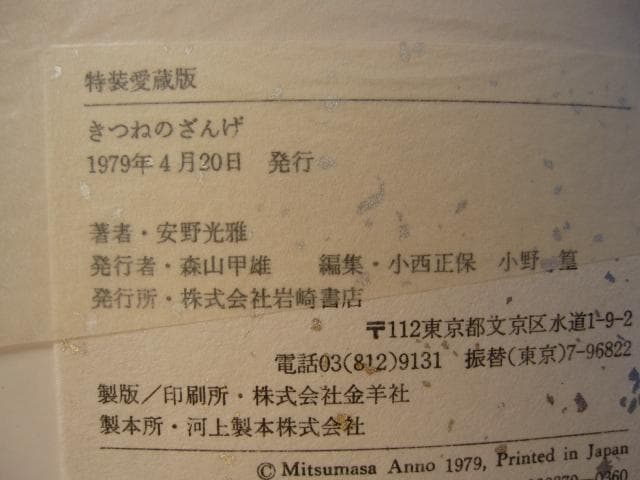 特装愛蔵版
きつねのざんげ
1979年4月20日 発行
著者・安野光雅
発行者・森山甲雄 編集・小西正保 小野 篁
発行所・株式会社岩崎書店
〒112東京都文京区水道1-9-2
電話03(812)9131 振替(東京)7-96822
製版/印刷所・株式会社金羊社
製本所・河上製本株式会社
© Mitsumasa Anno 1979, Printed in Japan